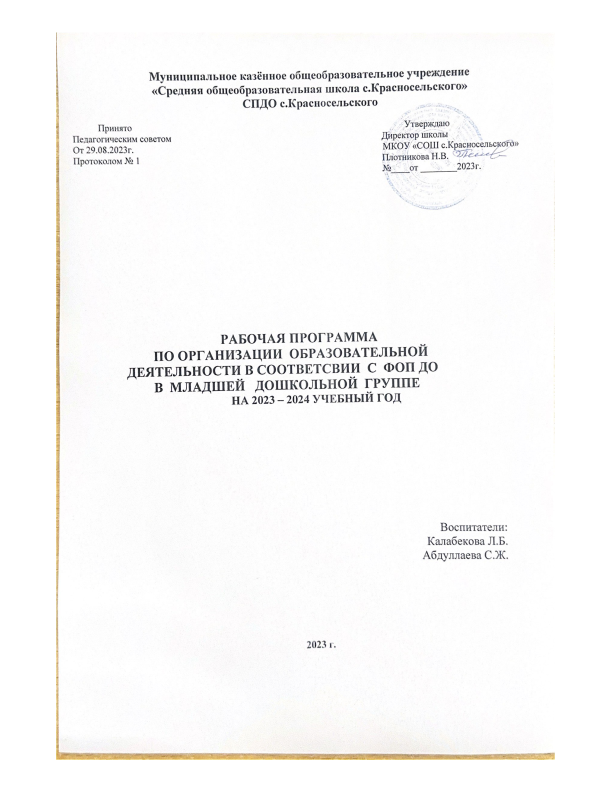 Муниципальное казённое общеобразовательное учреждение
«Средняя общеобразовательная школа с.Красносельского»
СПДО с.Красносельского
Принято
Педагогическим советом
От 29.08.2023г.
Протоколом № 1
Утверждаю
Директор школы
МКОУ «СОШ с.Красносельского»
Плотникова Н.В.
№____от ________2023г.
РАБОЧАЯ ПРОГРАММА
ПО ОРГАНИЗАЦИИ ОБРАЗОВАТЕЛЬНОЙ
ДЕЯТЕЛЬНОСТИ В СООТВЕТСВИИ С ФОП ДО
В МЛАДШЕЙ ДОШКОЛЬНОЙ ГРУППЕ
НА 2023 – 2024 УЧЕБНЫЙ ГОД
Воспитатели:
Калабекова Л.Б.
Абдуллаева С.Ж.
2023 г.